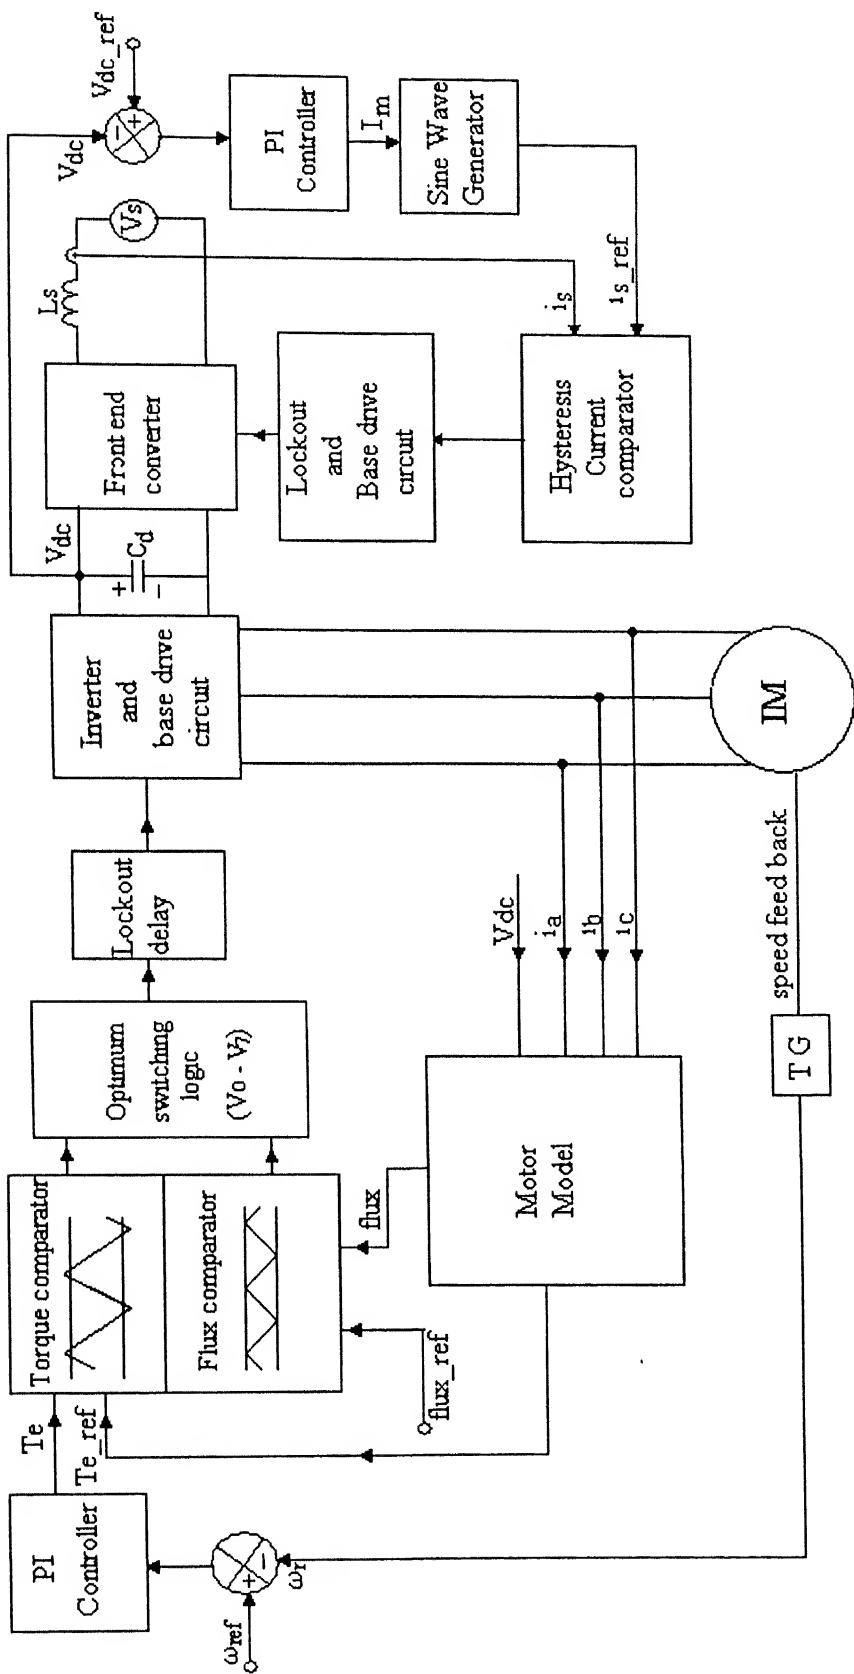 PI
Controller
Te
Te_ref
ωref
+
−
ωr
Torque comparator
Flux comparator
flux_ref
flux
Optimum
switching
logic
(V0 - V7)
Lockout
delay
Inverter
and
base drive
circuit
Vdc
+
−
Cd
Front end
converter
Ls
Vs
Vdc
−
+
Vdc_ref
PI
Controller
Im
Sine Wave
Generator
Lockout
and
Base drive
circuit
is
is_ref
Hysteresis
Current
comparator
Motor
Model
Vdc
ia
ib
ic
IM
speed feed back
T G